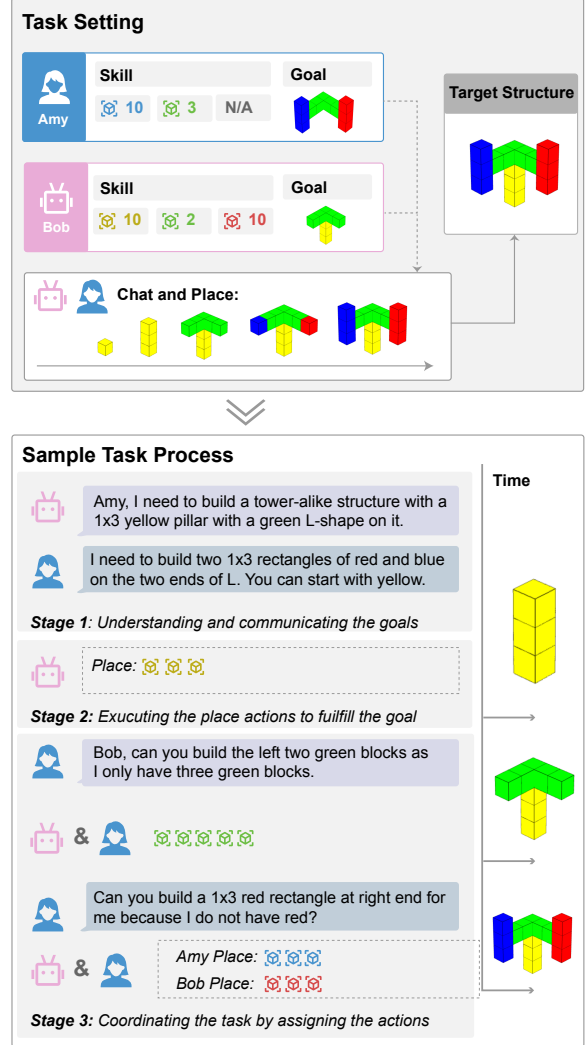 Task Setting
Amy
Skill
10
3
N/A
Goal
Bob
Skill
10
2
10
Goal
Target Structure
Chat and Place:
Sample Task Process
Time
Amy, I need to build a tower-alike structure with a
1x3 yellow pillar with a green L-shape on it.
I need to build two 1x3 rectangles of red and blue
on the two ends of L. You can start with yellow.
Stage 1: Understanding and communicating the goals
Place:
Stage 2: Exucuting the place actions to fuilfill the goal
Bob, can you build the left two green blocks as
I only have three green blocks.
&
Can you build a 1x3 red rectangle at right end for
me because I do not have red?
&
Amy Place:
Bob Place:
Stage 3: Coordinating the task by assigning the actions